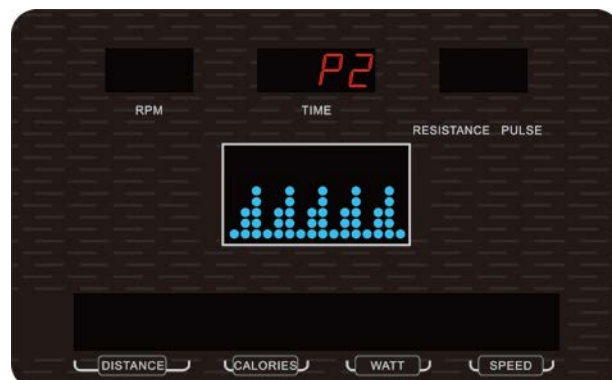 P2
RPM
TIME
RESISTANCE PULSE
DISTANCE
CALORIES
WATT
SPEED